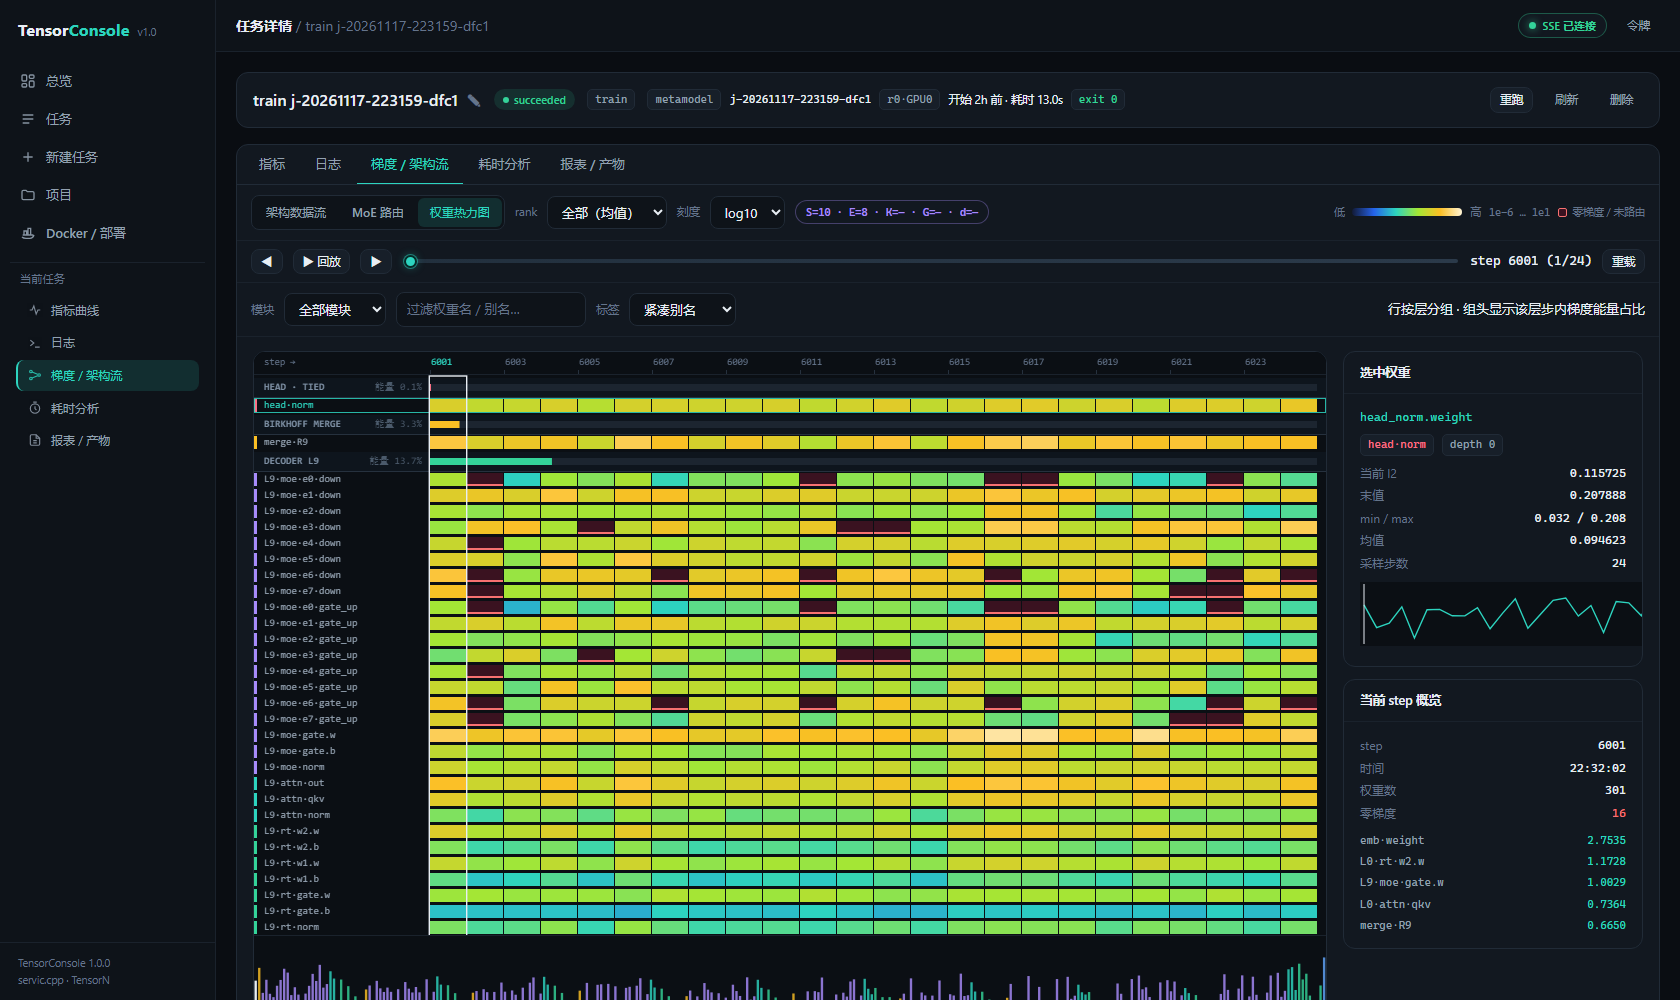 TensorConsole v1.0
总览
任务
新建任务
项目
Docker / 部署
当前任务
指标曲线
日志
梯度 / 架构流
耗时分析
报表 / 产物
TensorConsole 1.0.0
servic.cpp · TensorN
任务详情 / train j-20261117-223159-dfc1
SSE 已连接
令牌
train j-20261117-223159-dfc1
succeeded
train
metamodel
j-20261117-223159-dfc1
r0·GPU0
开始 2h 前 · 耗时 13.0s
exit 0
重跑
刷新
删除
指标
日志
梯度 / 架构流
耗时分析
报表 / 产物
架构数据流
MoE 路由
权重热力图
rank
全部（均值）
刻度
log10
S=10 · E=8 · K=— · G=— · d=—
低
高 1e-6 … 1e1
零梯度 / 未路由
◀
▶ 回放
▶
step 6001 (1/24)
重载
模块
全部模块
过滤权重名 / 别名...
标签
紧凑别名
行按层分组 · 组头显示该层步内梯度能量占比
step →
6001 6003 6005 6007 6009 6011 6013 6015 6017 6019 6021 6023
HEAD · TIED 能量 0.1%
head·norm
BIRKHOFF MERGE 能量 3.3%
merge·R9
DECODER L9 能量 13.7%
L9·moe·e0·down
L9·moe·e1·down
L9·moe·e2·down
L9·moe·e3·down
L9·moe·e4·down
L9·moe·e5·down
L9·moe·e6·down
L9·moe·e7·down
L9·moe·e0·gate_up
L9·moe·e1·gate_up
L9·moe·e2·gate_up
L9·moe·e3·gate_up
L9·moe·e4·gate_up
L9·moe·e5·gate_up
L9·moe·e6·gate_up
L9·moe·e7·gate_up
L9·moe·gate.w
L9·moe·gate.b
L9·moe·norm
L9·attn·out
L9·attn·qkv
L9·attn·norm
L9·rt·w2.w
L9·rt·w2.b
L9·rt·w1.w
L9·rt·w1.b
L9·rt·gate.w
L9·rt·gate.b
L9·rt·norm
选中权重
head_norm.weight
head·norm
depth 0
当前 l2 0.115725
末值 0.207888
min / max 0.032 / 0.208
均值 0.094623
采样步数 24
当前 step 概览
step 6001
时间 22:32:02
权重数 301
零梯度 16
emb·weight 2.7535
L0·rt·w2.w 1.1728
L9·moe·gate.w 1.0029
L0·attn·qkv 0.7364
merge·R9 0.6650